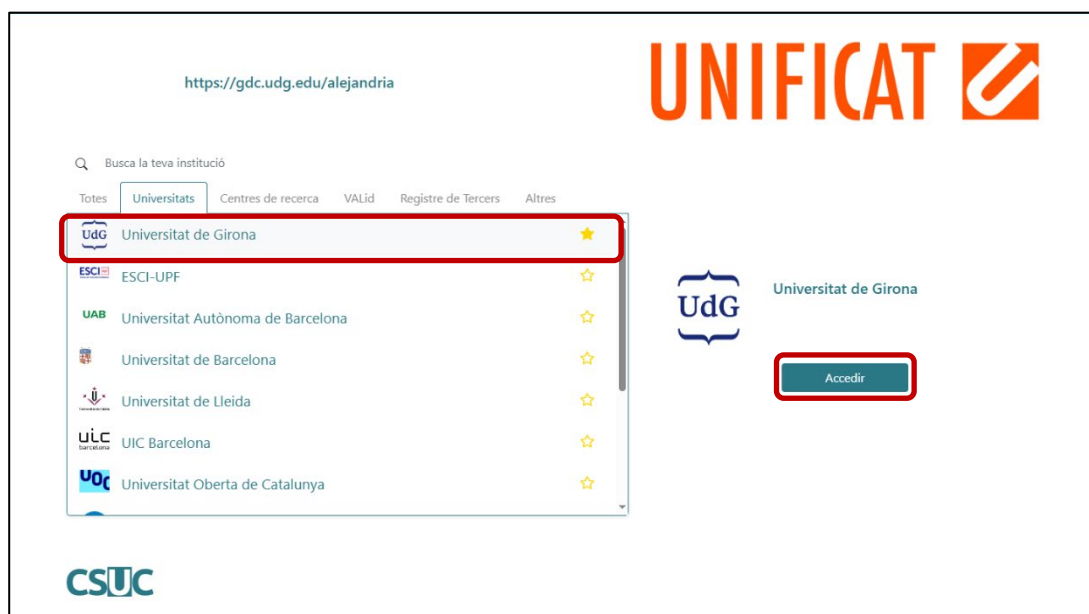 https://gdc.udg.edu/alejandria
UNIFICAT
Busca la teva institució
Totes Universitats Centres de recerca VALid Registre de Tercers Altres
UdG Universitat de Girona
ESCI ESCI-UPF
UAB Universitat Autònoma de Barcelona
Universitat de Barcelona
Universitat de Lleida
uic barcelona UIC Barcelona
UOC Universitat Oberta de Catalunya
UdG
Universitat de Girona
Accedir
CSUC